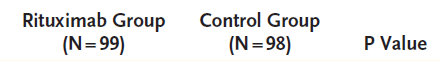 Rituximab Group Control Group
(N=99) (N=98) P Value